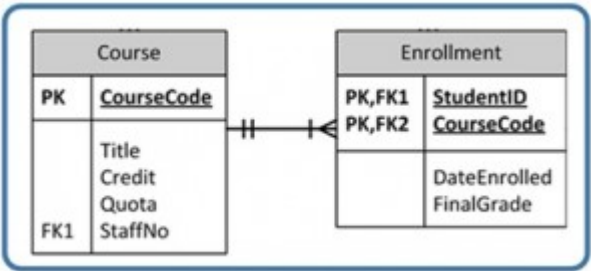 Course
PK CourseCode
Title
Credit
Quota
FK1 StaffNo
Enrollment
PK,FK1 StudentID
PK,FK2 CourseCode
DateEnrolled
FinalGrade